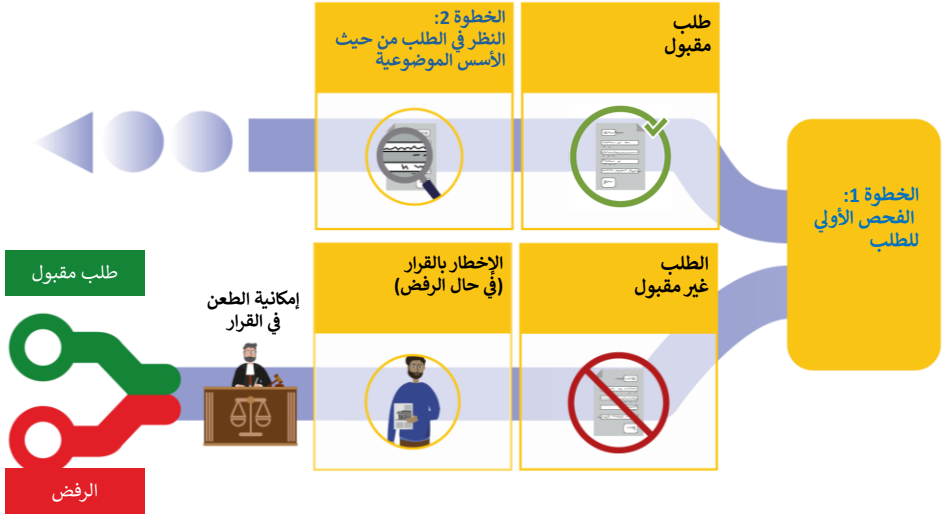 الخطوة 1:
الفحص الأولي
للطلب
طلب
مقبول
الخطوة 2:
النظر في الطلب من حيث
الأسس الموضوعية
الطلب
غير مقبول
الإخطار بالقرار
(في حال الرفض)
إمكانية الطعن
في القرار
طلب مقبول
الرفض